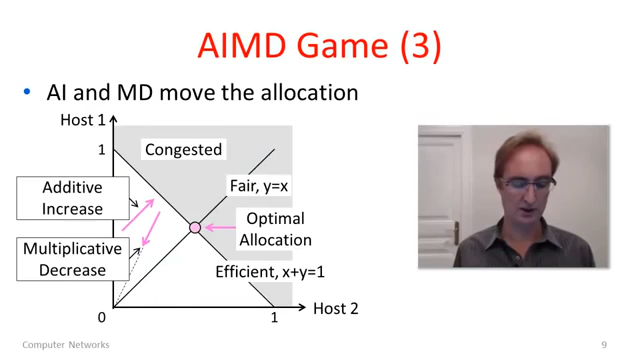 AIMD Game (3)
• AI and MD move the allocation
Host 1
1
Congested
Additive
Increase
Fair, y=x
Optimal
Allocation
Multiplicative
Decrease
Efficient, x+y=1
0
1
Host 2
Computer Networks
9